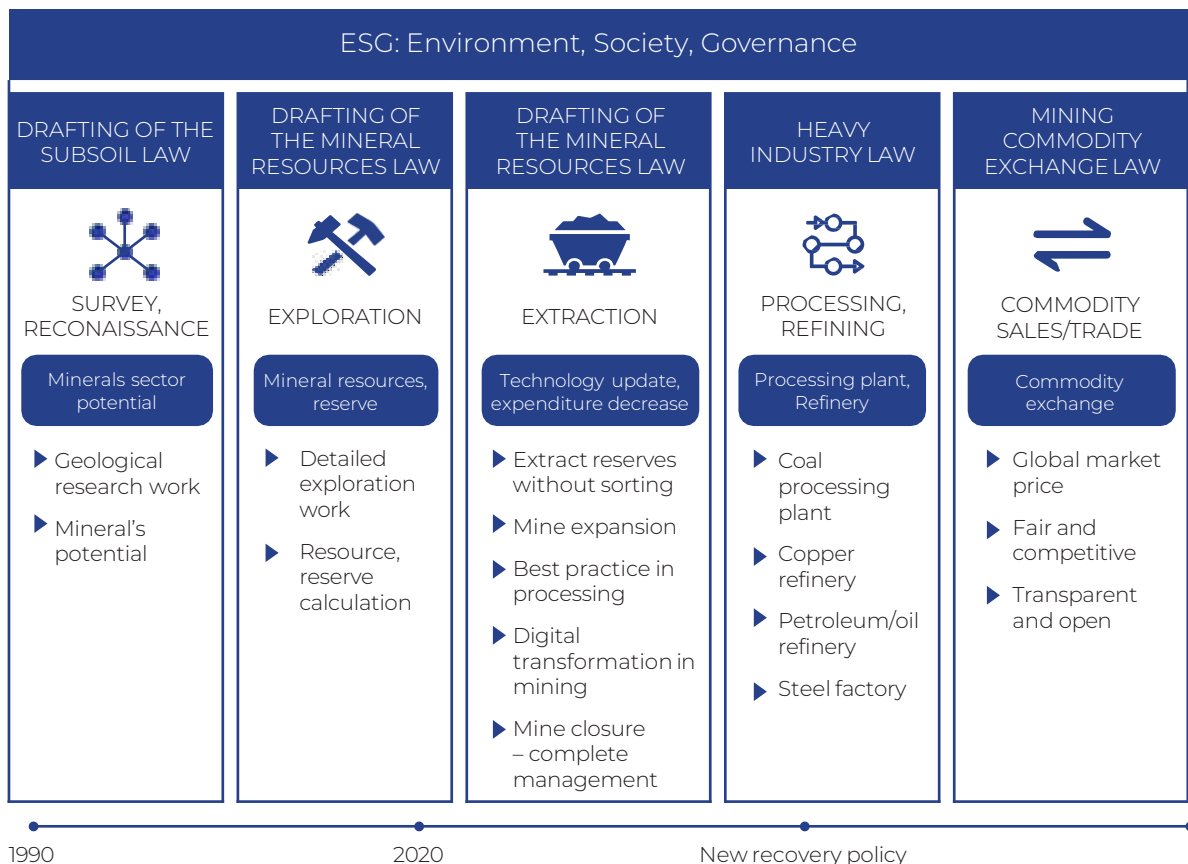 ESG: Environment, Society, Governance
DRAFTING OF THE
SUBSOIL LAW
SURVEY,
RECONAISSANCE
Minerals sector
potential
Geological
research work
Mineral’s
potential
DRAFTING OF
THE MINERAL
RESOURCES LAW
EXPLORATION
Mineral resources,
reserve
Detailed
exploration
work
Resource,
reserve
calculation
DRAFTING OF
THE MINERAL
RESOURCES LAW
EXTRACTION
Technology update,
expenditure decrease
Extract reserves
without sorting
Mine expansion
Best practice in
processing
Digital
transformation in
mining
Mine closure
– complete
management
HEAVY
INDUSTRY LAW
PROCESSING,
REFINING
Processing plant,
Refinery
Coal
processing
plant
Copper
refinery
Petroleum/oil
refinery
Steel factory
MINING
COMMODITY
EXCHANGE LAW
COMMODITY
SALES/TRADE
Commodity
exchange
Global market
price
Fair and
competitive
Transparent
and open
1990
2020
New recovery policy